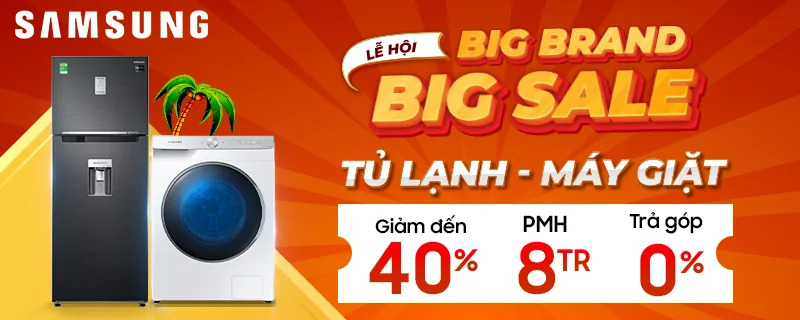 SAMSUNG
LỄ HỘI
BIG BRAND
BIG SALE
TỦ LẠNH - MÁY GIẶT
Giảm đến
40%
PMH
8TR
Trả góp
0%